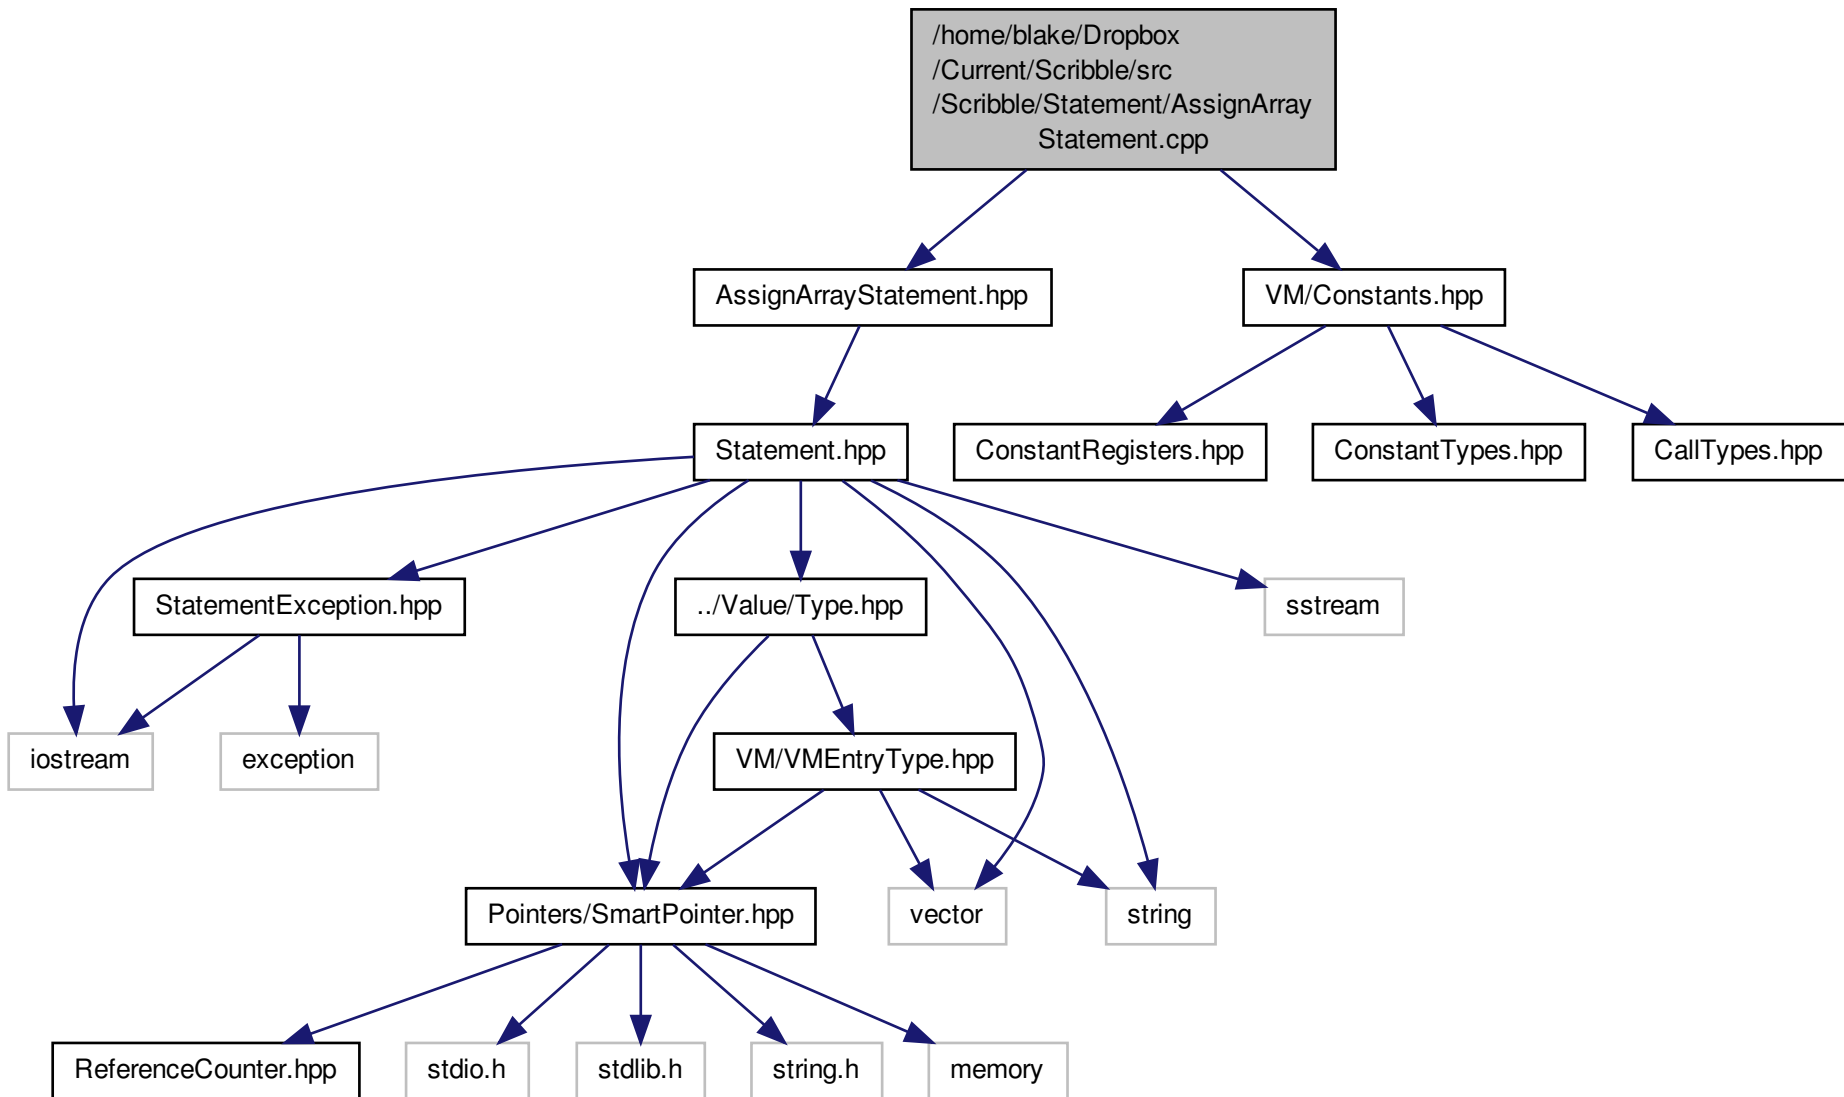 /home/blake/Dropbox
/Current/Scribble/src
/Scribble/Statement/AssignArray
Statement.cpp
AssignArrayStatement.hpp
VM/Constants.hpp
Statement.hpp
ConstantRegisters.hpp
ConstantTypes.hpp
CallTypes.hpp
StatementException.hpp
../Value/Type.hpp
sstream
iostream
exception
VM/VMEntryType.hpp
Pointers/SmartPointer.hpp
vector
string
ReferenceCounter.hpp
stdio.h
stdlib.h
string.h
memory